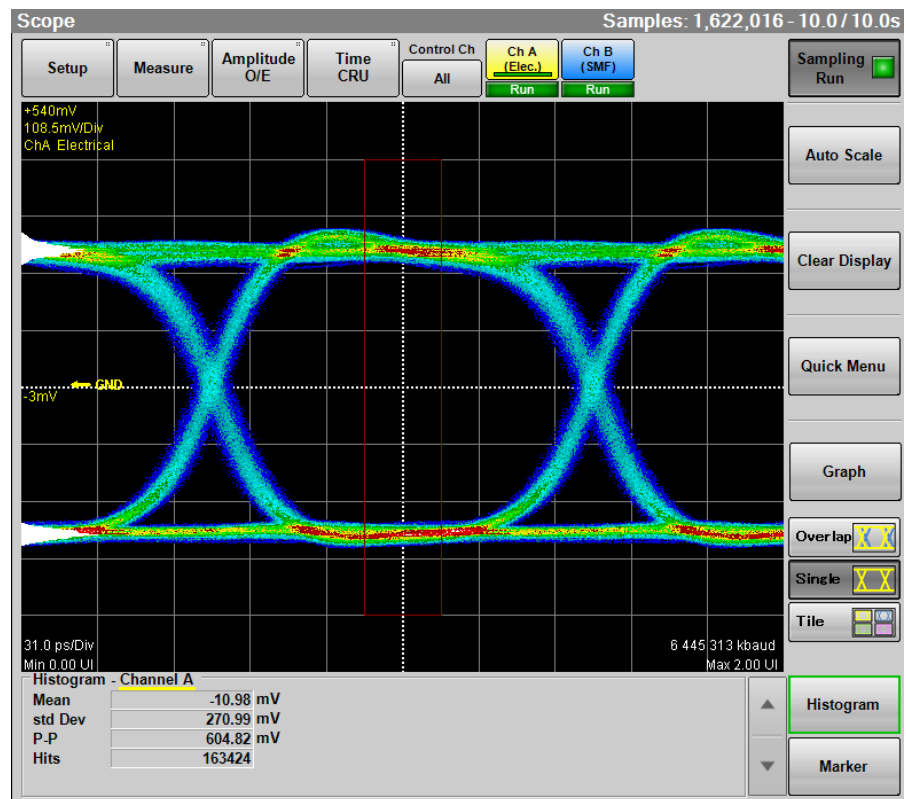 Scope Samples: 1,622,016 - 10.0 / 10.0s
Setup
Measure
Amplitude
O/E
Time
CRU
Control Ch
All
Ch A
(Elec.)
Run
Ch B
(SMF)
Run
Sampling
Run
+540mV
108.5mV/Div
ChA Electrical
Auto Scale
Clear Display
Quick Menu
GND
-3mV
Graph
Overlap
Single
Tile
31.0 ps/Div
Min 0.00 UI
6 445 313 kbaud
Max 2.00 UI
Histogram - Channel A
Mean -10.98 mV
std Dev 270.99 mV
P-P 604.82 mV
Hits 163424
Histogram
Marker